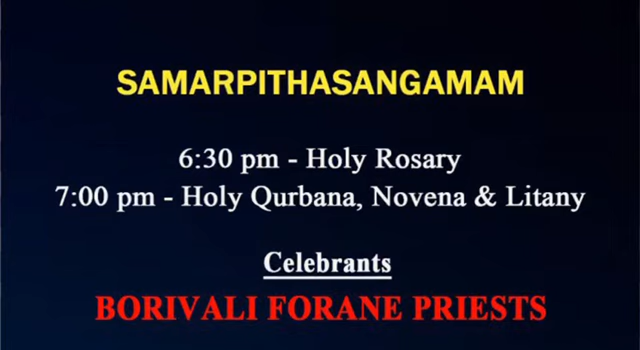 SAMARPITHASANGAMAM
6:30 pm - Holy Rosary
7:00 pm - Holy Qurbana, Novena & Litany
Celebrants
BORIVALI FORANE PRIESTS